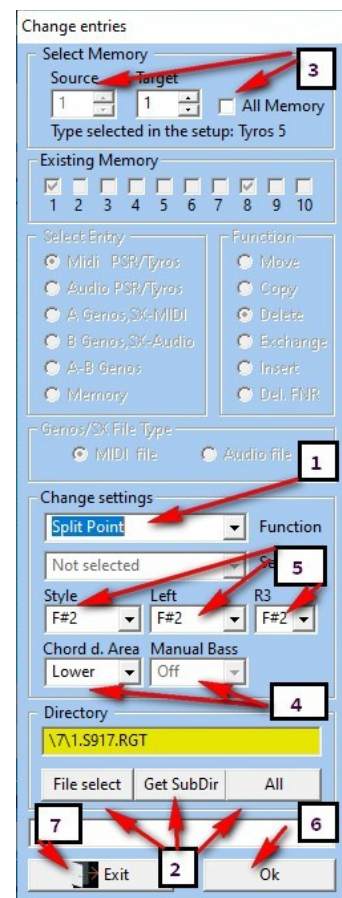 Change entries
Select Memory
Source Target 3
1 1 All Memory
Type selected in the setup: Tyros 5
Existing Memory
1 2 3 4 5 6 7 8 9 10
Select Entry Function
Midi PSR/Tyros Move
Audio PSR/Tyros Copy
A Genos,SX-MIDI Delete
B Genos,SX-Audio Exchange
A-B Genos Insert
Memory Del. FNR
Genos/SX File Type
MIDI file Audio file
1
Change settings
Split Point Function
Not selected
5
Style Left R3
F#2 F#2 F#2
Chord d. Area Manual Bass
Lower Off
4
Directory
\7\1.S917.RGT
File select Get SubDir All
7 6
2
Exit Ok